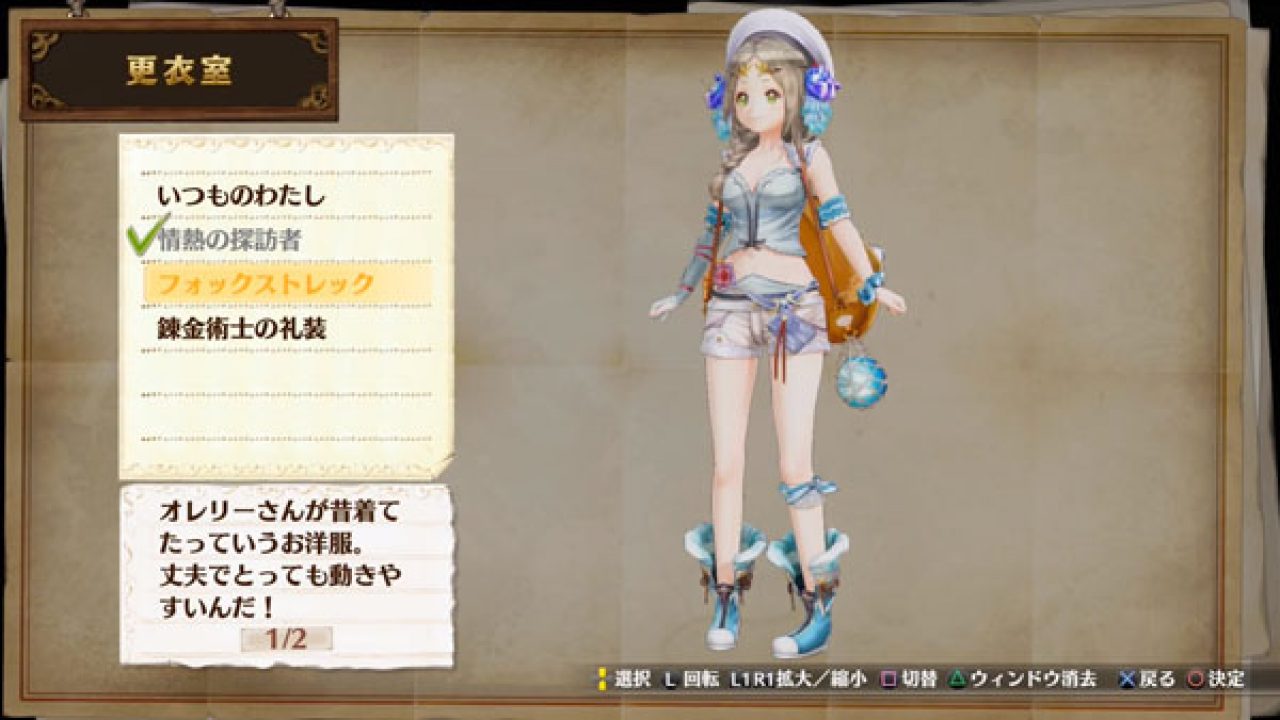 更衣室
いつものわたし
情熱の探訪者
フォックストレック
錬金術士の礼装
オレリーさんが昔着て
たっていうお洋服。
丈夫でとっても動きや
すいんだ！
1/2
選択 L 回転 L1R1拡大／縮小 □切替 △ウィンドウ消去 ×戻る ○決定